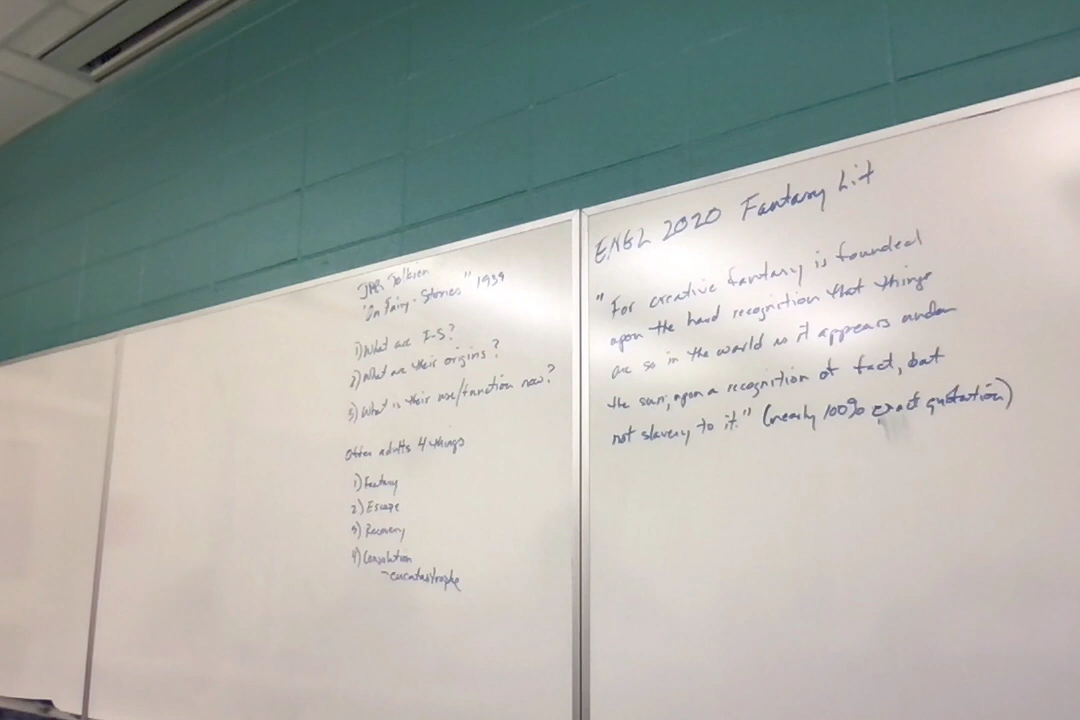 JRR Tolkien
"On Fairy-Stories" 1939
1) What are F-S?
2) What are their origins?
3) What is their use/function now?
Offer adults 4 things
1) Fantasy
2) Escape
3) Recovery
4) Consolation
-eucatastrophe
ENGL 2020 Fantasy Lit
"For creative fantasy is founded
upon the hard recognition that things
are so in the world as it appears under
the sun; upon a recognition of fact, but
not slavery to it." (nearly 100% exact quotation)